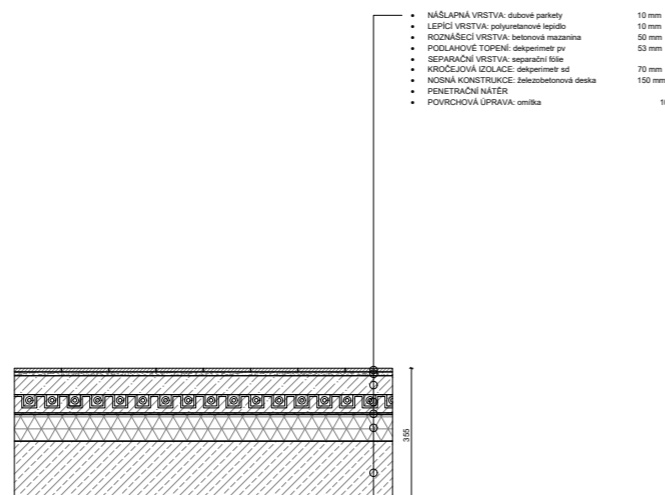 • NÁŠLAPNÁ VRSTVA: dubové parkety 10 mm
• LEPÍCÍ VRSTVA: polyuretanové lepidlo 10 mm
• ROZNÁŠECÍ VRSTVA: betonová mazanina 50 mm
• PODLAHOVÉ TOPENÍ: dekperimetr pv 53 mm
• SEPARAČNÍ VRSTVA: separační fólie
• KROČEJOVÁ IZOLACE: dekperimetr sd 70 mm
• NOSNÁ KONSTRUKCE: železobetonová deska 150 mm
• PENETRAČNÍ NÁTĚR
• POVRCHOVÁ ÚPRAVA: omítka
355